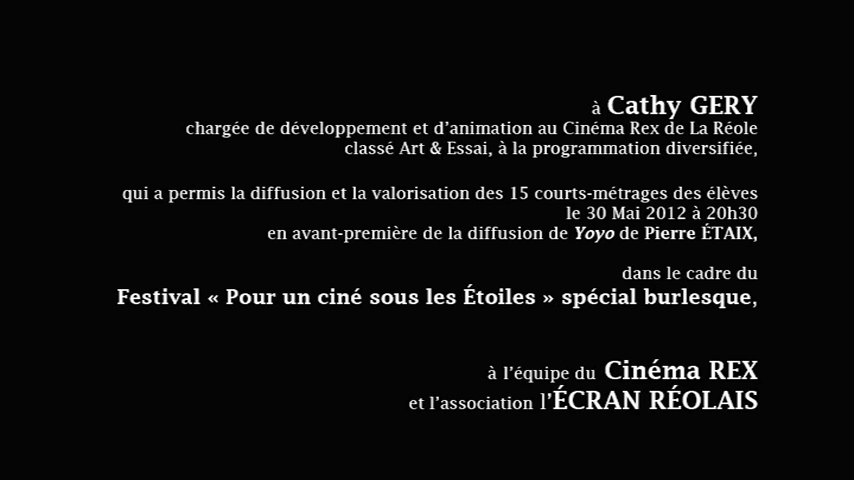 à Cathy GERY
chargée de développement et d'animation au Cinéma Rex de La Réole
classé Art & Essai, à la programmation diversifiée,
qui a permis la diffusion et la valorisation des 15 courts-métrages des élèves
le 30 Mai 2012 à 20h30
en avant-première de la diffusion de Yoyo de Pierre ÉTAIX,
dans le cadre du
Festival « Pour un ciné sous les Étoiles » spécial burlesque,
à l'équipe du Cinéma REX
et l'association l'ÉCRAN RÉOLAIS